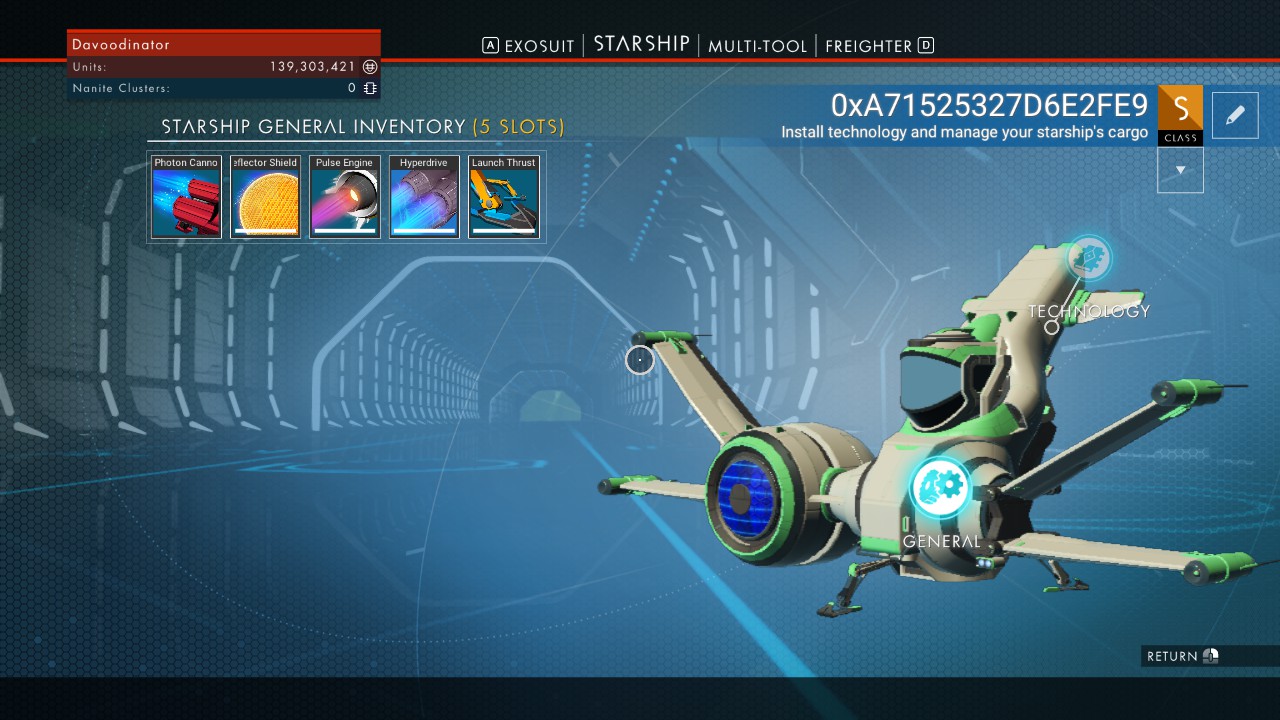 Davoodinator
Units: 139,303,421
Nanite Clusters: 0
A EXOSUIT STARSHIP MULTI-TOOL FREIGHTER D
0xA71525327D6E2FE9
Install technology and manage your starship's cargo
S
CLASS
STARSHIP GENERAL INVENTORY (5 SLOTS)
Photon Canno eflector Shield Pulse Engine Hyperdrive Launch Thrust
TECHNOLOGY
GENERAL
RETURN